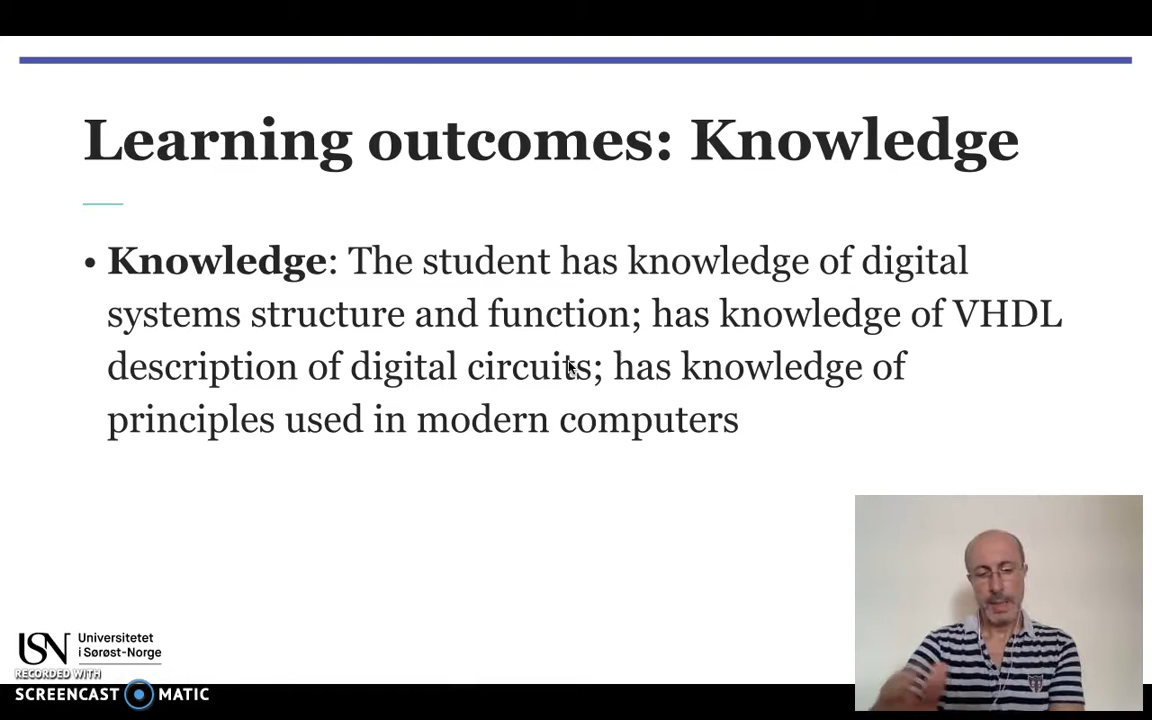 Learning outcomes: Knowledge
• Knowledge: The student has knowledge of digital
systems structure and function; has knowledge of VHDL
description of digital circuits; has knowledge of
principles used in modern computers
USN Universitetet
i Sørøst-Norge
RECORDED WITH
SCREENCAST MATIC